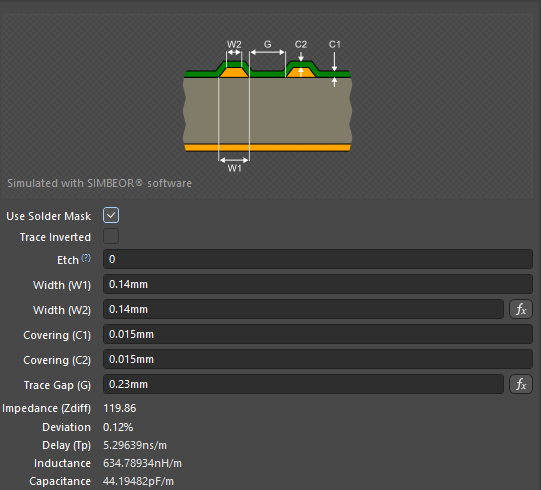 W2 G C2 C1
W1
Simulated with SIMBEOR® software
Use Solder Mask
Trace Inverted
Etch [?] 0
Width (W1) 0.14mm
Width (W2) 0.14mm fx
Covering (C1) 0.015mm
Covering (C2) 0.015mm
Trace Gap (G) 0.23mm fx
Impedance (Zdiff) 119.86
Deviation 0.12%
Delay (Tp) 5.29639ns/m
Inductance 634.78934nH/m
Capacitance 44.19482pF/m